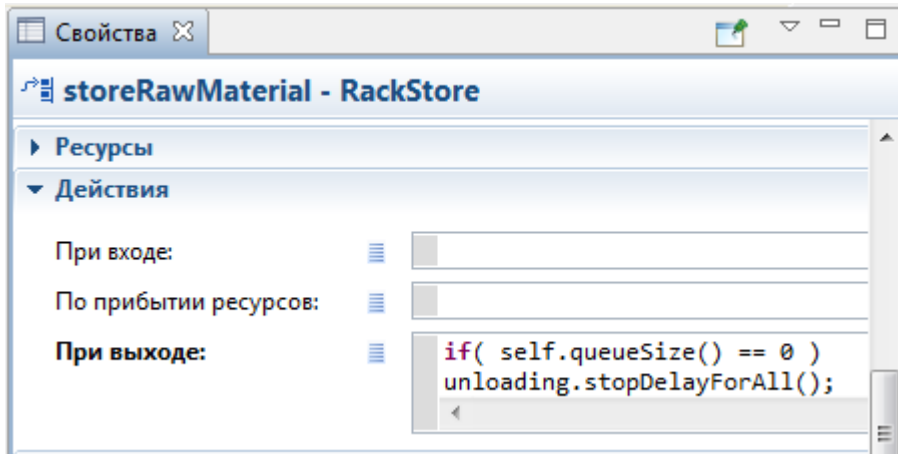 Свойства
storeRawMaterial - RackStore
Ресурсы
Действия
При входе:
По прибытии ресурсов:
При выходе:
if( self.queueSize() == 0 )
unloading.stopDelayForAll();